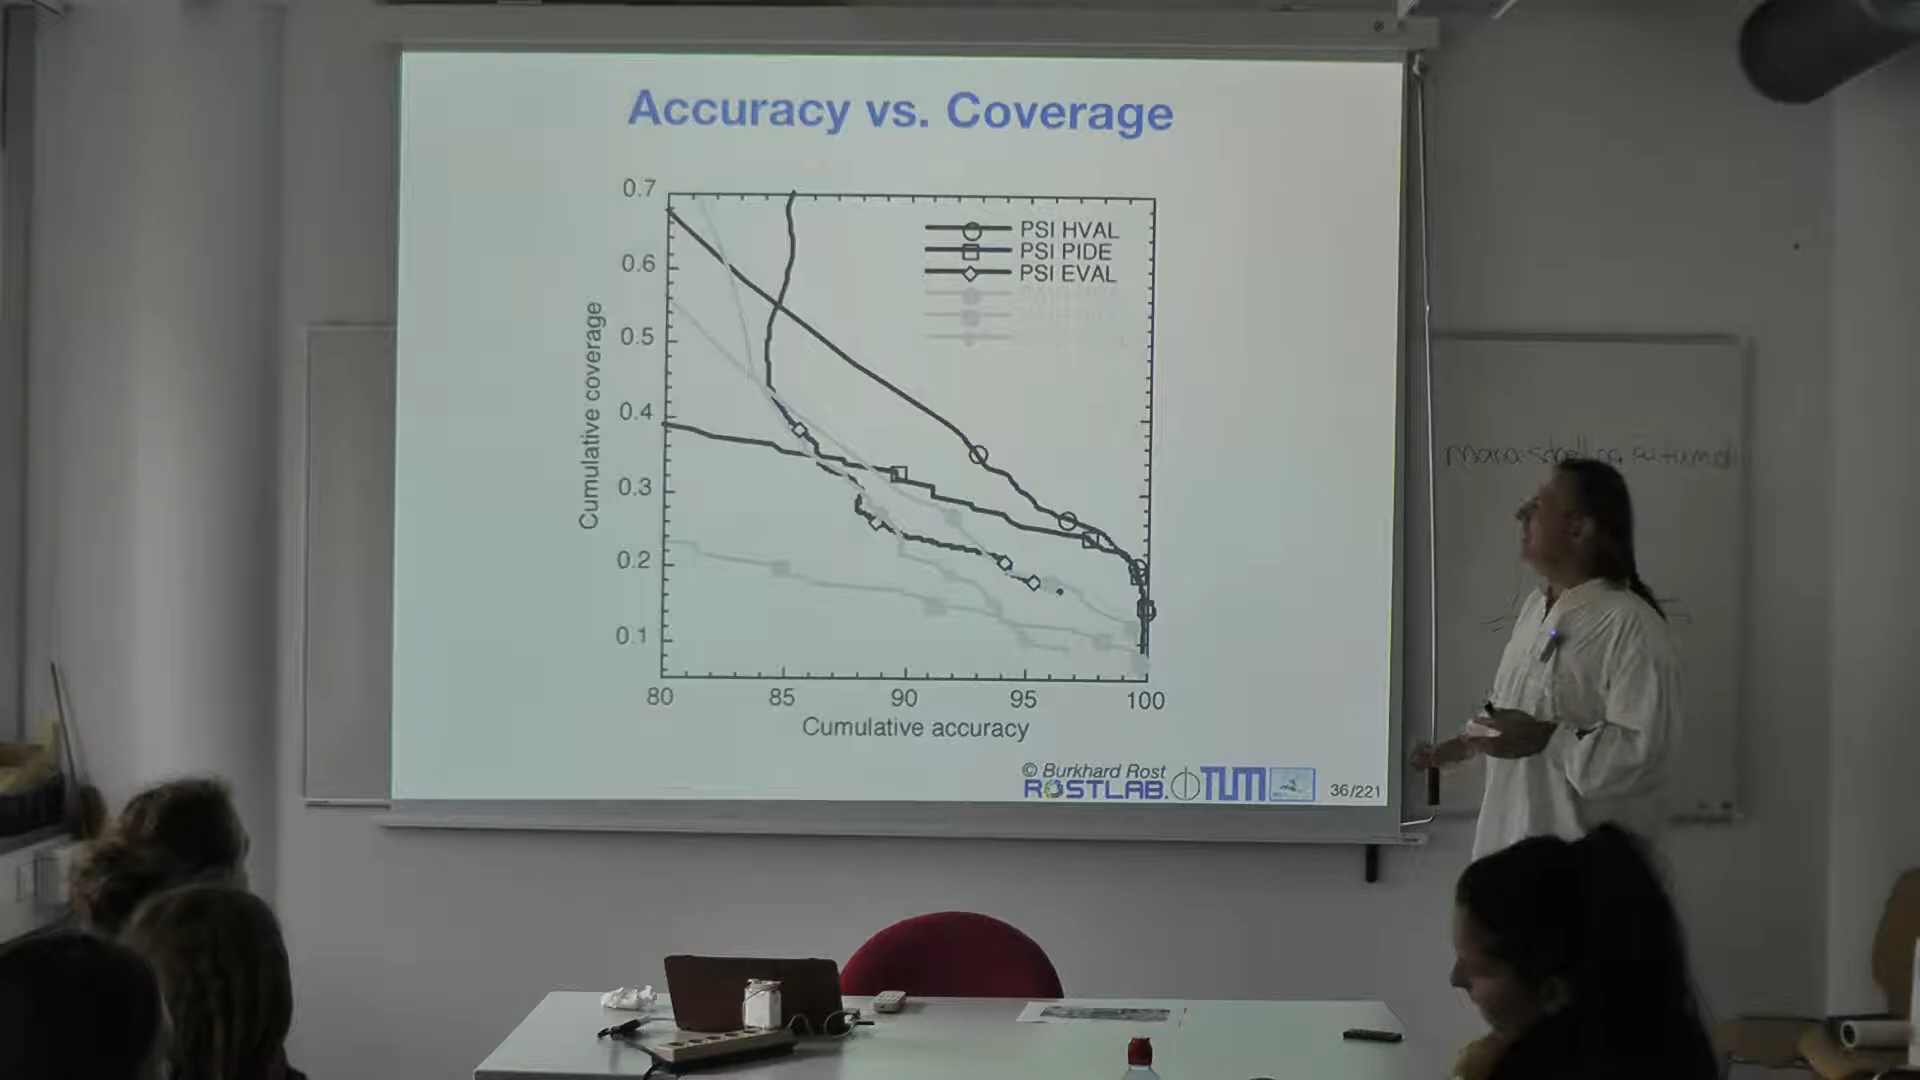 Accuracy vs. Coverage
0.7
0.6
0.5
0.4
0.3
0.2
0.1
Cumulative coverage
PSI HVAL
PSI PIDE
PSI EVAL
80 85 90 95 100
Cumulative accuracy
© Burkhard Rost
ROSTLAB. TUM
36/221